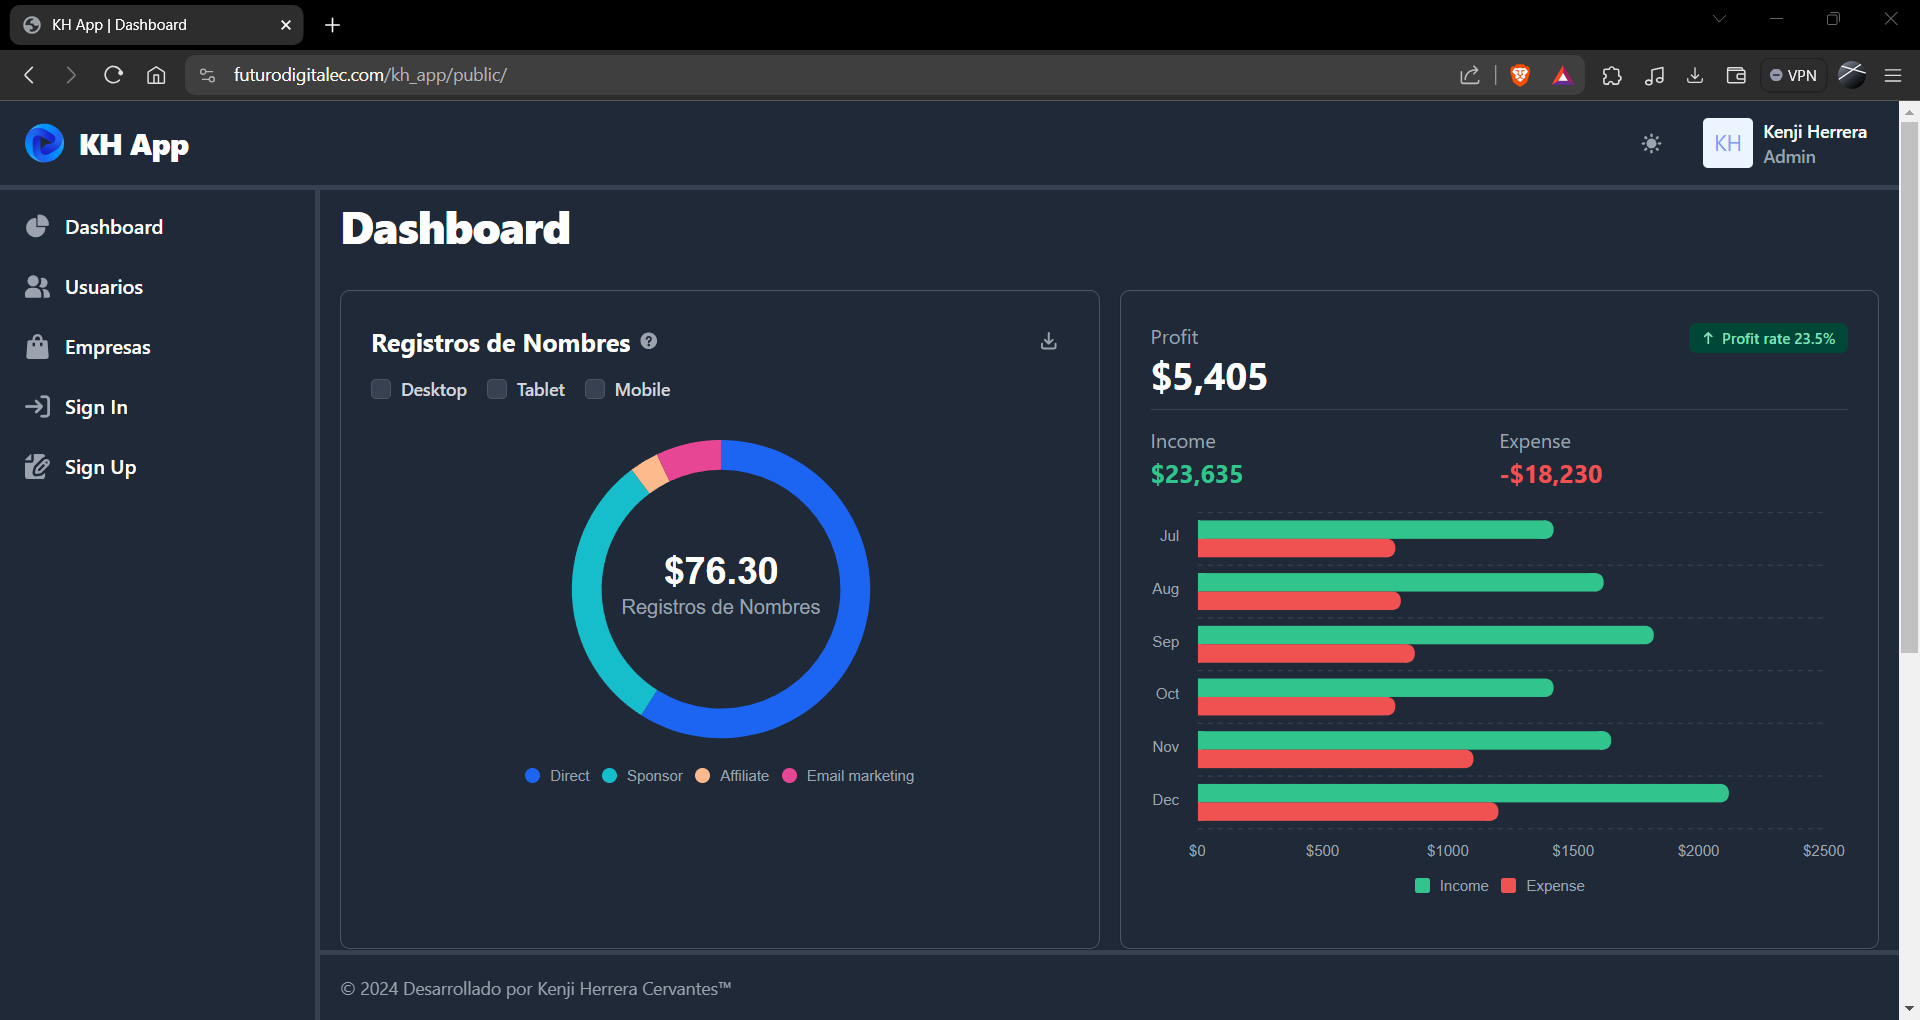 KH App | Dashboard
futurodigitalec.com/kh_app/public/
VPN
KH App
KH
Kenji Herrera
Admin
Dashboard
Usuarios
Empresas
Sign In
Sign Up
Dashboard
Registros de Nombres ?
Desktop Tablet Mobile
$76.30
Registros de Nombres
Direct Sponsor Affiliate Email marketing
Profit
$5,405
Profit rate 23.5%
Income
$23,635
Expense
-$18,230
Jul
Aug
Sep
Oct
Nov
Dec
$0 $500 $1000 $1500 $2000 $2500
Income Expense
© 2024 Desarrollado por Kenji Herrera Cervantes™